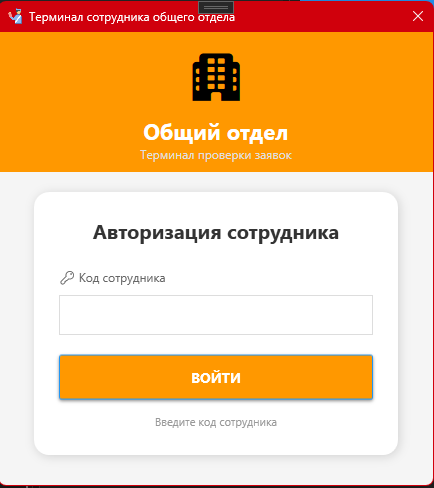 Терминал сотрудника общего отдела
Общий отдел
Терминал проверки заявок
Авторизация сотрудника
Код сотрудника
ВОЙТИ
Введите код сотрудника